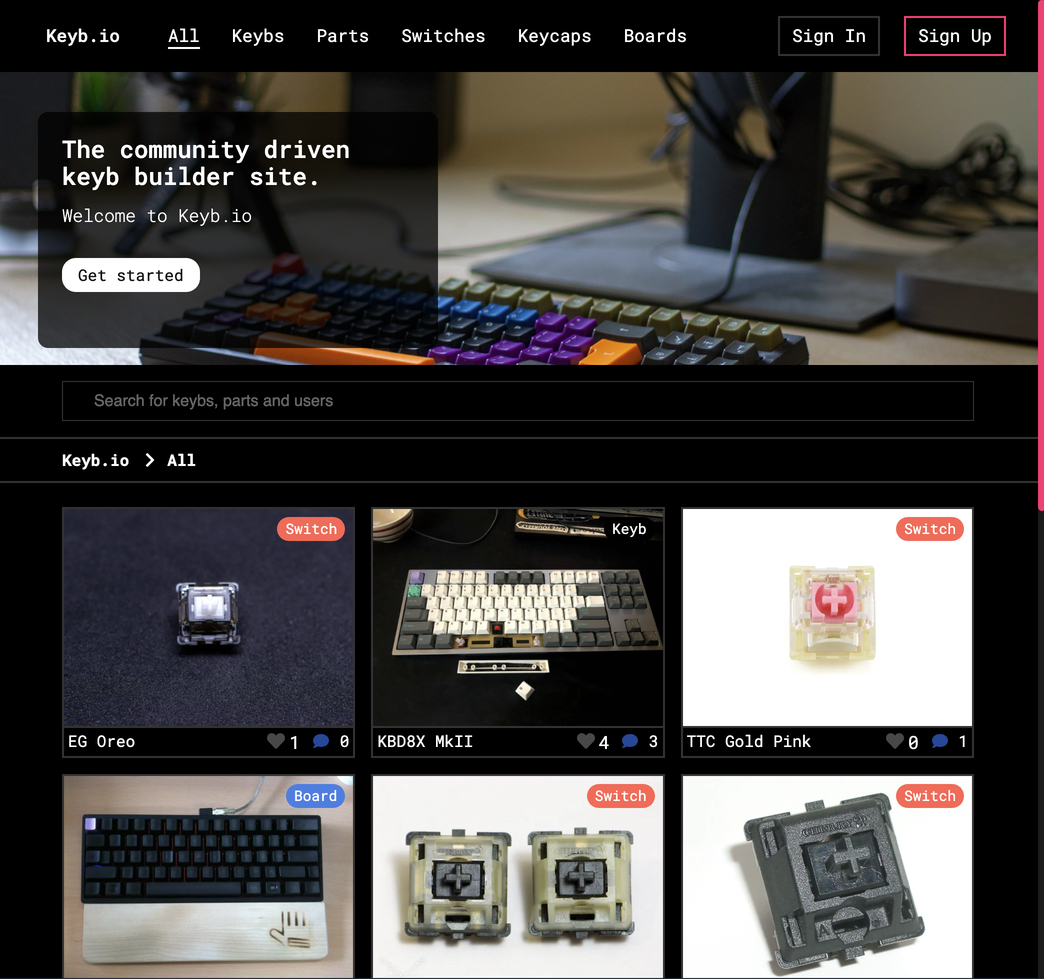 Keyb.io All Keybs Parts Switches Keycaps Boards Sign In Sign Up
The community driven
keyb builder site.
Welcome to Keyb.io
Get started
Search for keybs, parts and users
Keyb.io > All
Switch
Keyb
Switch
EG Oreo 1 0
KBD8X MkII 4 3
TTC Gold Pink 0 1
Board
Switch
Switch
CHERRY